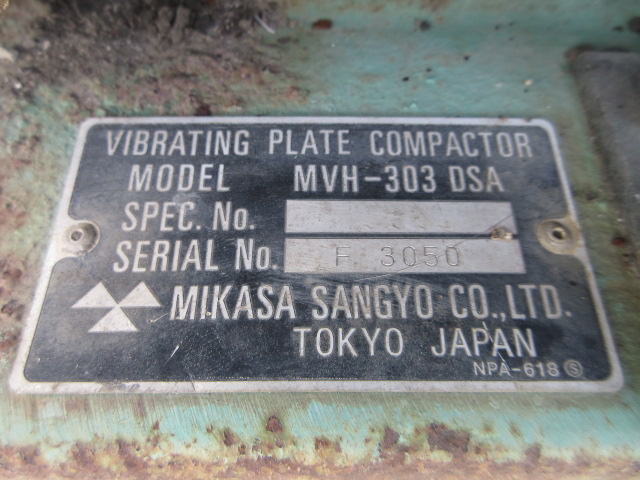 VIBRATING PLATE COMPACTOR
MODEL MVH-303 DSA
SPEC. No.
SERIAL No. F 3050
MIKASA SANGYO CO.,LTD.
TOKYO JAPAN
NPA-618 Ⓢ